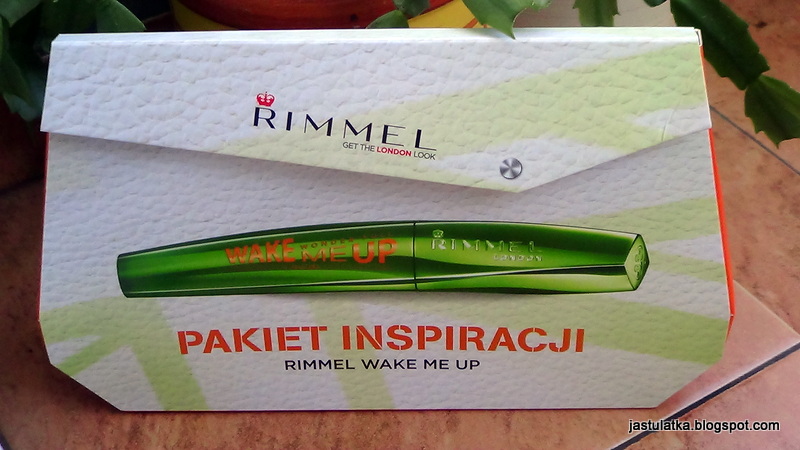 RIMMEL
GET THE LONDON LOOK
WAKE ME UP
RIMMEL
LONDON
PAKIET INSPIRACJI
RIMMEL WAKE ME UP
jastulatka.blogspot.com